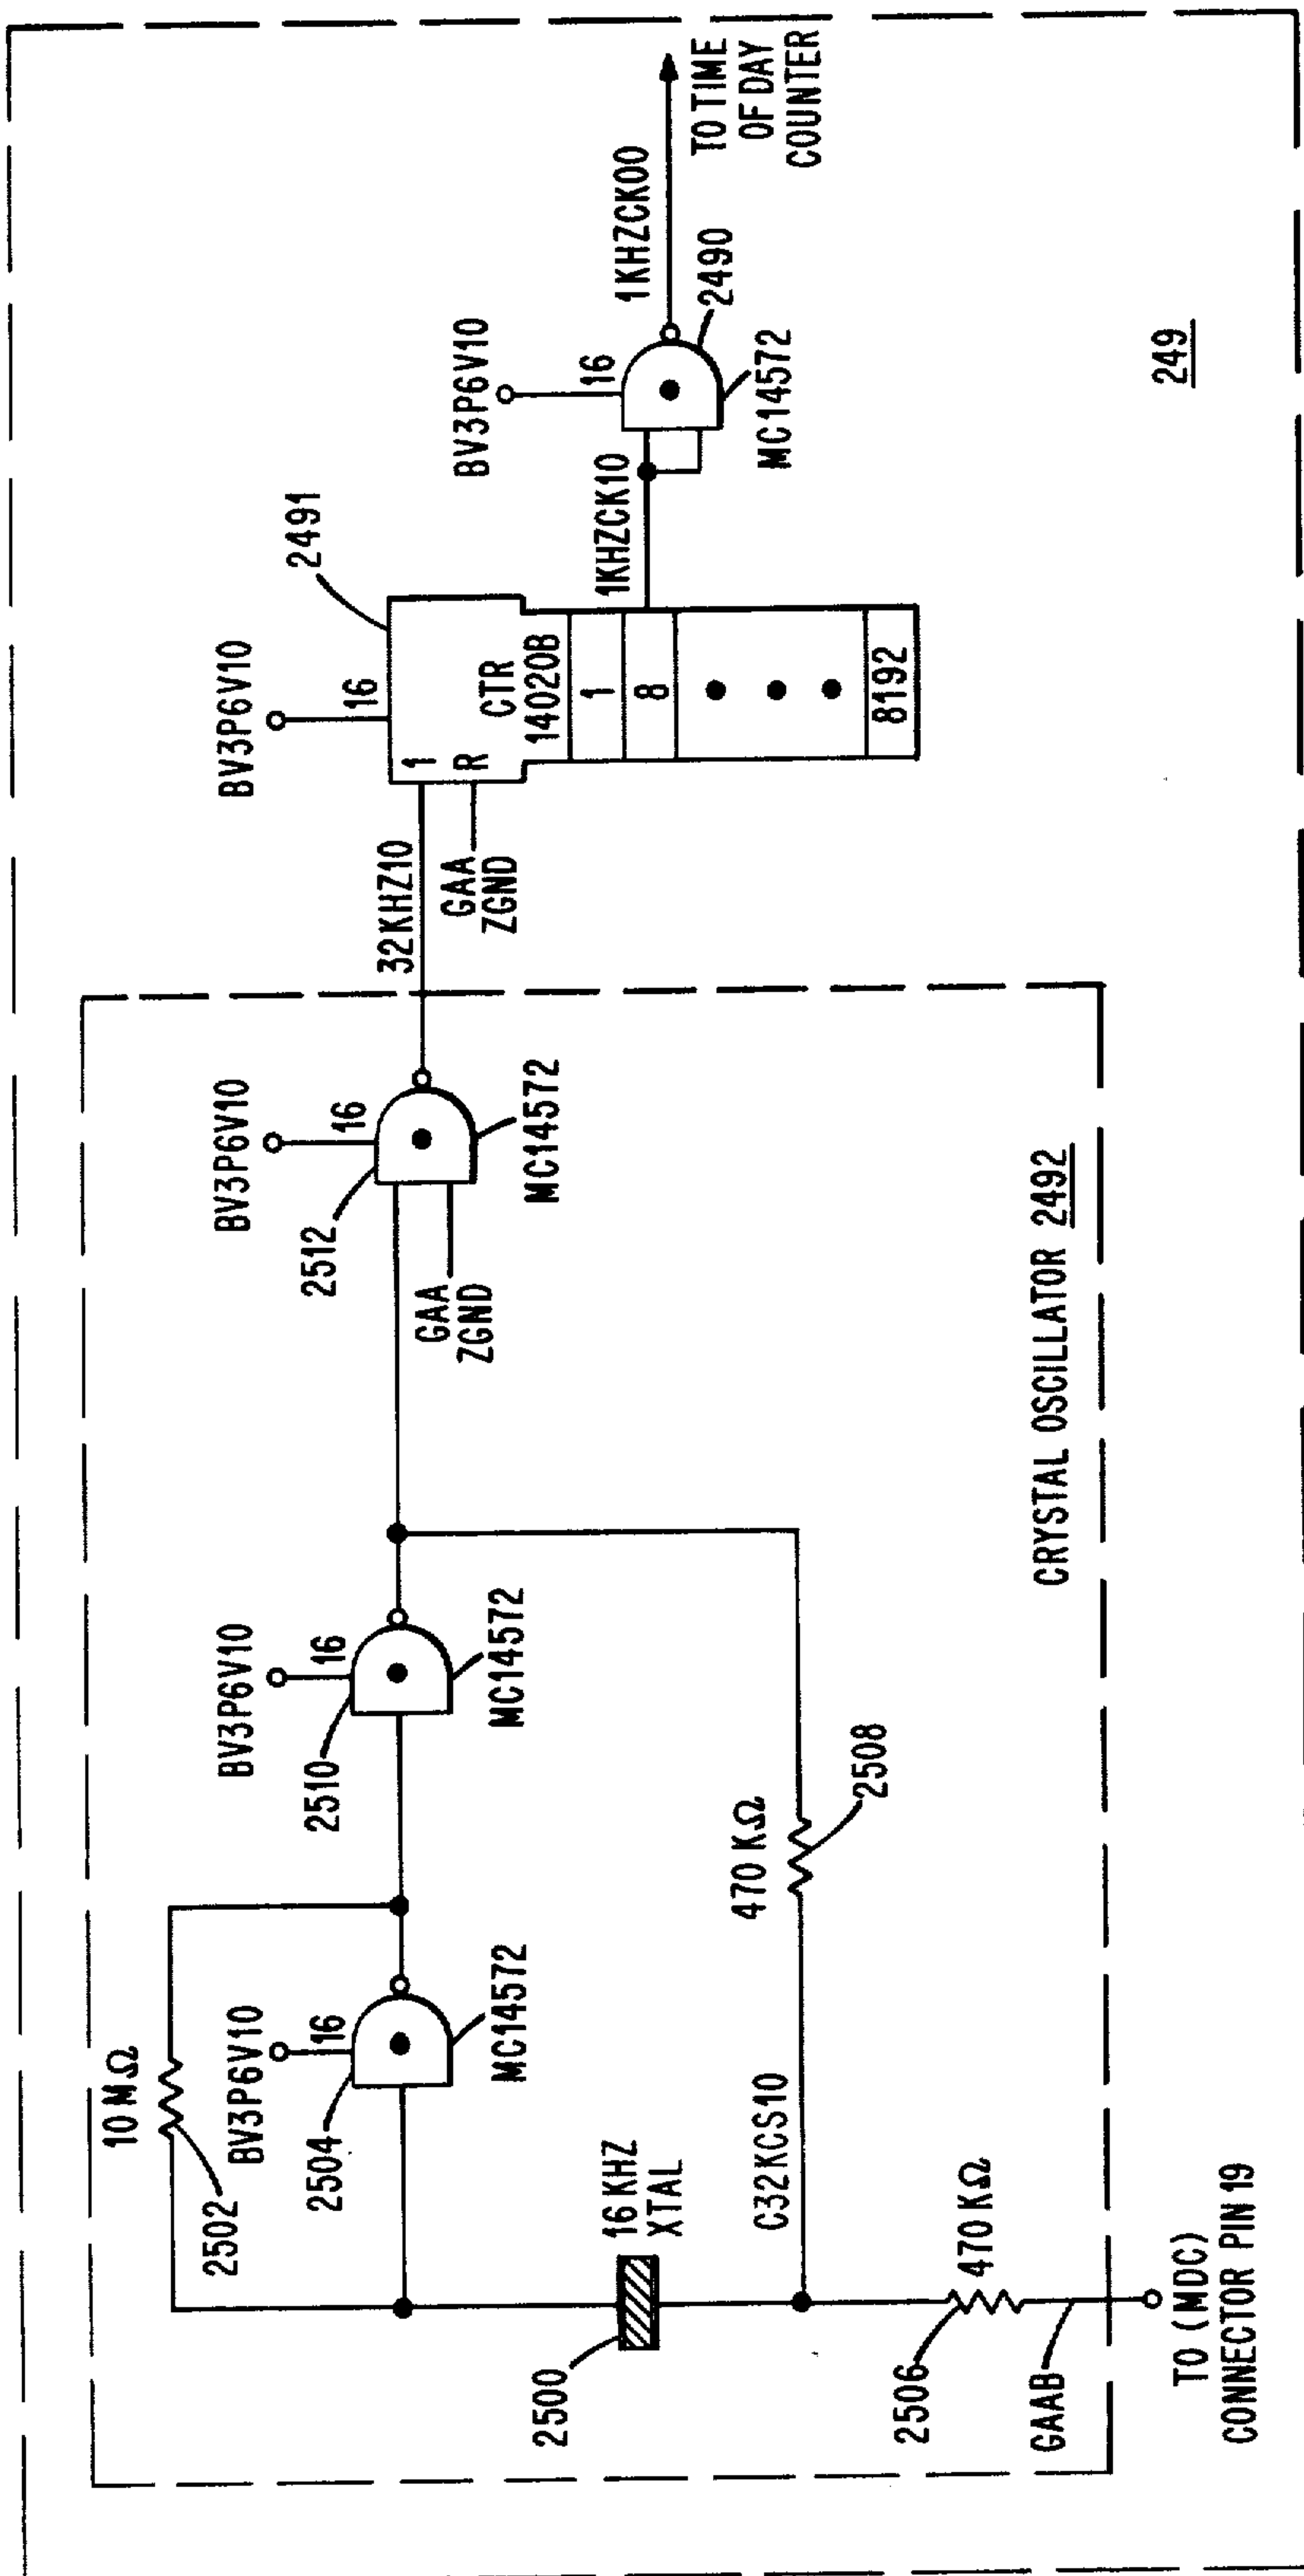 10 MΩ
2502
BV3P6V10
16
2504
MC14572
BV3P6V10
16
2510
MC14572
BV3P6V10
16
2512
GAA
ZGND
MC14572
32KHZ10
GAA
ZGND
BV3P6V10
16
2491
1
R
CTR
14020B
1
8
8192
1KHZCK10
BV3P6V10
16
2490
MC14572
1KHZCK00
TO TIME
OF DAY
COUNTER
2500
16 KHZ
XTAL
C32KCS10
470 KΩ
2508
2506
470 KΩ
GAAB
TO (MDC)
CONNECTOR PIN 19
CRYSTAL OSCILLATOR 2492
249